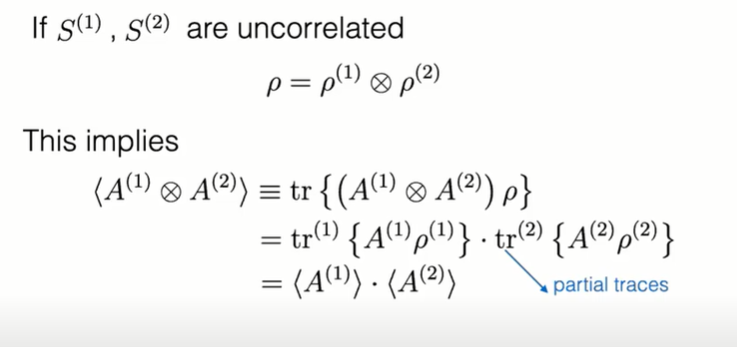 If S⁽¹⁾ , S⁽²⁾ are uncorrelated
ρ = ρ⁽¹⁾ ⊗ ρ⁽²⁾
This implies
⟨A⁽¹⁾ ⊗ A⁽²⁾⟩ ≡ tr {(A⁽¹⁾ ⊗ A⁽²⁾) ρ}
= tr⁽¹⁾ {A⁽¹⁾ρ⁽¹⁾} · tr⁽²⁾ {A⁽²⁾ρ⁽²⁾}
= ⟨A⁽¹⁾⟩ · ⟨A⁽²⁾⟩
partial traces